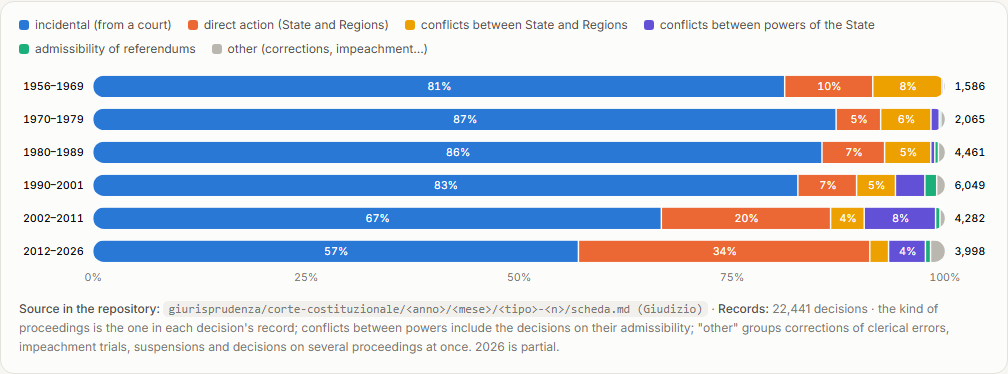 incidental (from a court) direct action (State and Regions) conflicts between State and Regions conflicts between powers of the State
admissibility of referendums other (corrections, impeachment...)
1956–1969 81% 10% 8% 1,586
1970–1979 87% 5% 6% 2,065
1980–1989 86% 7% 5% 4,461
1990–2001 83% 7% 5% 6,049
2002–2011 67% 20% 4% 8% 4,282
2012–2026 57% 34% 4% 3,998
0% 25% 50% 75% 100%
Source in the repository: giurisprudenza/corte-costituzionale/<anno>/<mese>/<tipo>-<n>/scheda.md (Giudizio) · Records: 22,441 decisions · the kind of
proceedings is the one in each decision's record; conflicts between powers include the decisions on their admissibility; "other" groups corrections of clerical errors,
impeachment trials, suspensions and decisions on several proceedings at once. 2026 is partial.